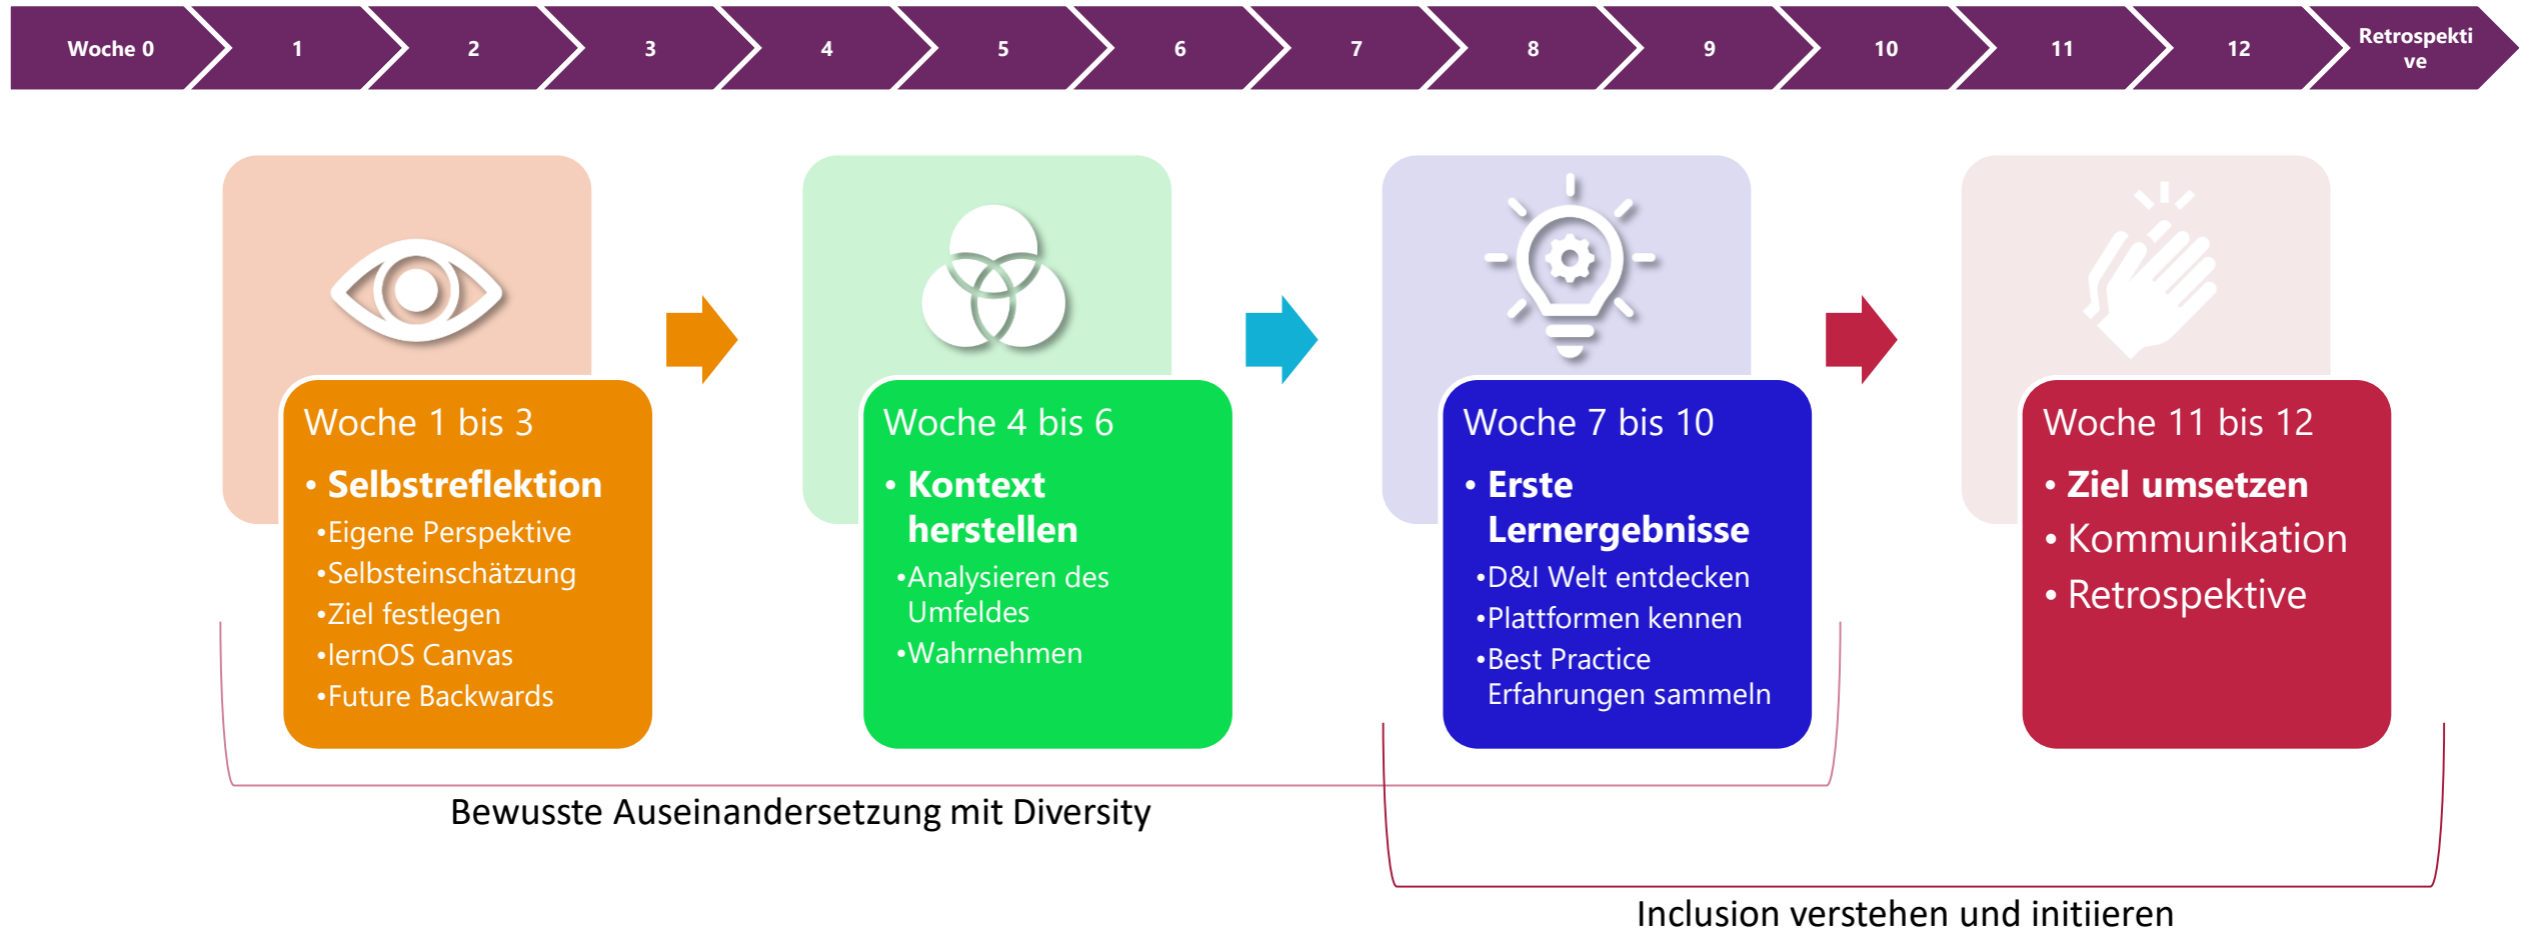 Woche 0
1
2
3
4
5
6
7
8
9
10
11
12
Retrospekti
ve
Woche 1 bis 3
• Selbstreflektion
•Eigene Perspektive
•Selbsteinschätzung
•Ziel festlegen
•lernOS Canvas
•Future Backwards
Woche 4 bis 6
• Kontext
herstellen
•Analysieren des
Umfeldes
•Wahrnehmen
Woche 7 bis 10
• Erste
Lernergebnisse
•D&I Welt entdecken
•Plattformen kennen
•Best Practice
Erfahrungen sammeln
Woche 11 bis 12
• Ziel umsetzen
• Kommunikation
• Retrospektive
Bewusste Auseinandersetzung mit Diversity
Inclusion verstehen und initiieren